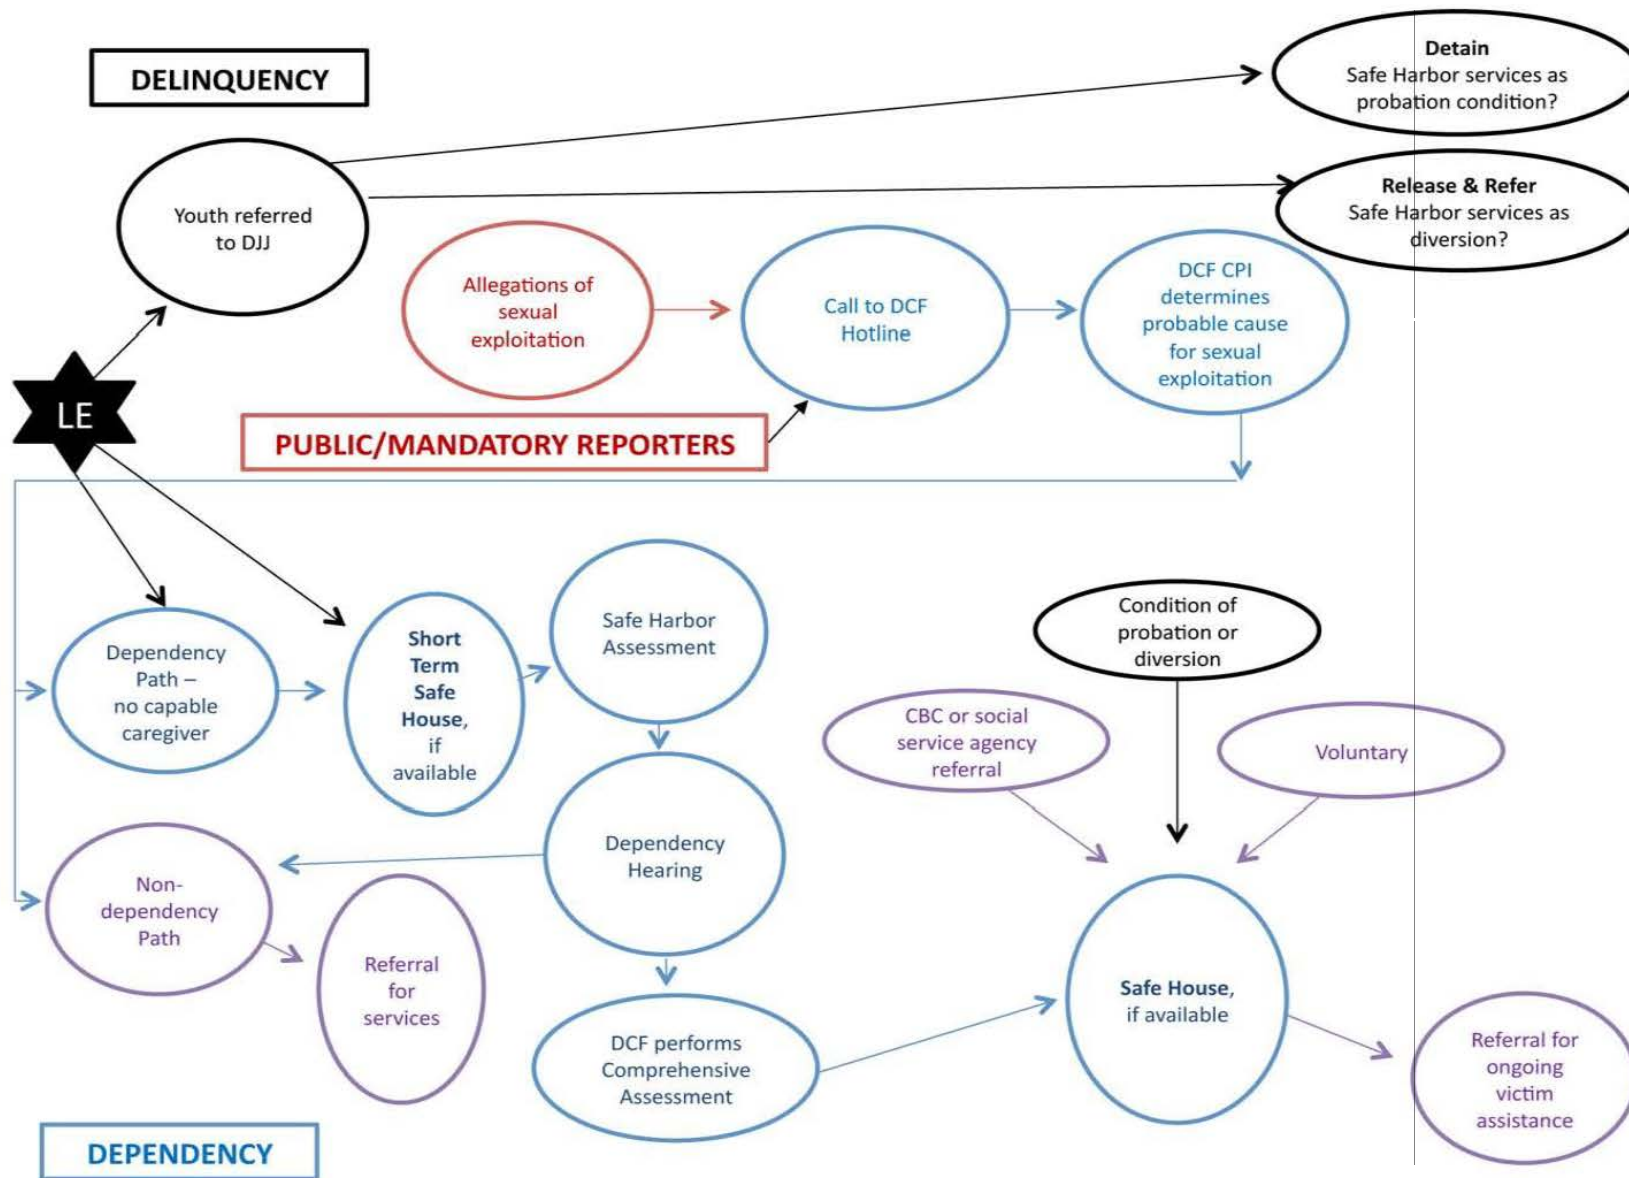 DELINQUENCY
Detain
Safe Harbor services as
probation condition?
Release & Refer
Safe Harbor services as
diversion?
Youth referred
to DJJ
Allegations of
sexual
exploitation
Call to DCF
Hotline
DCF CPI
determines
probable cause
for sexual
exploitation
LE
PUBLIC/MANDATORY REPORTERS
Dependency
Path –
no capable
caregiver
Short
Term
Safe
House,
if
available
Safe Harbor
Assessment
Condition of
probation or
diversion
CBC or social
service agency
referral
Voluntary
Dependency
Hearing
Non-
dependency
Path
Referral
for
services
DCF performs
Comprehensive
Assessment
Safe House,
if available
Referral for
ongoing
victim
assistance
DEPENDENCY